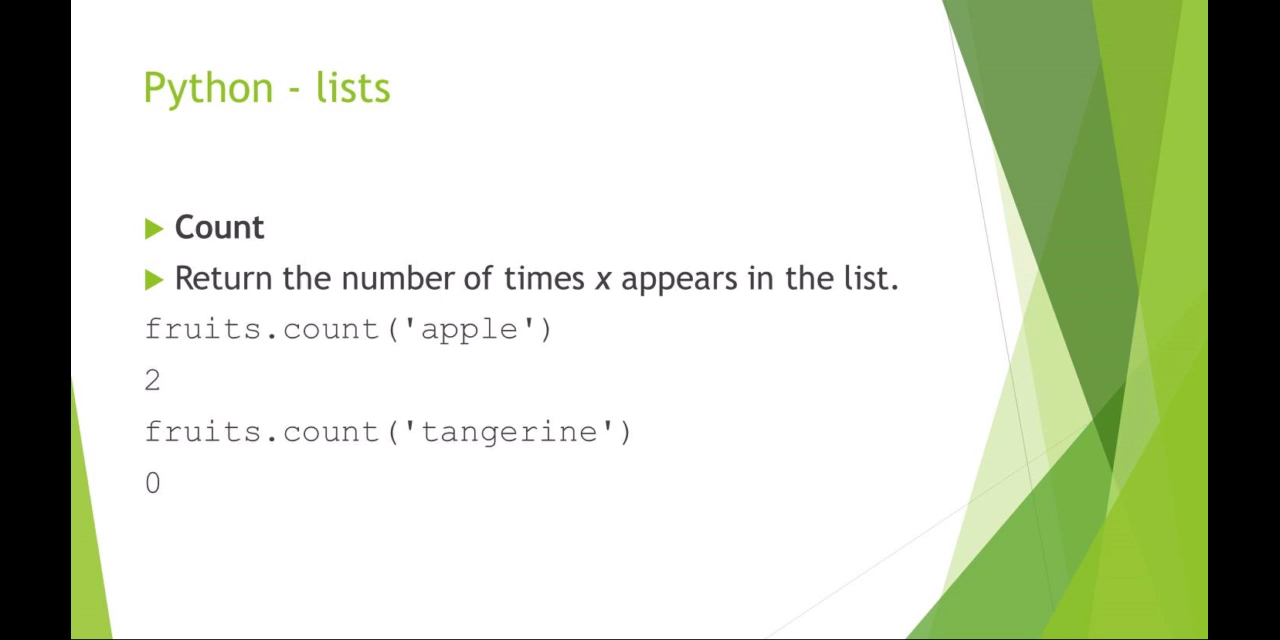 Python - lists
Count
Return the number of times x appears in the list.
fruits.count('apple')
2
fruits.count('tangerine')
0